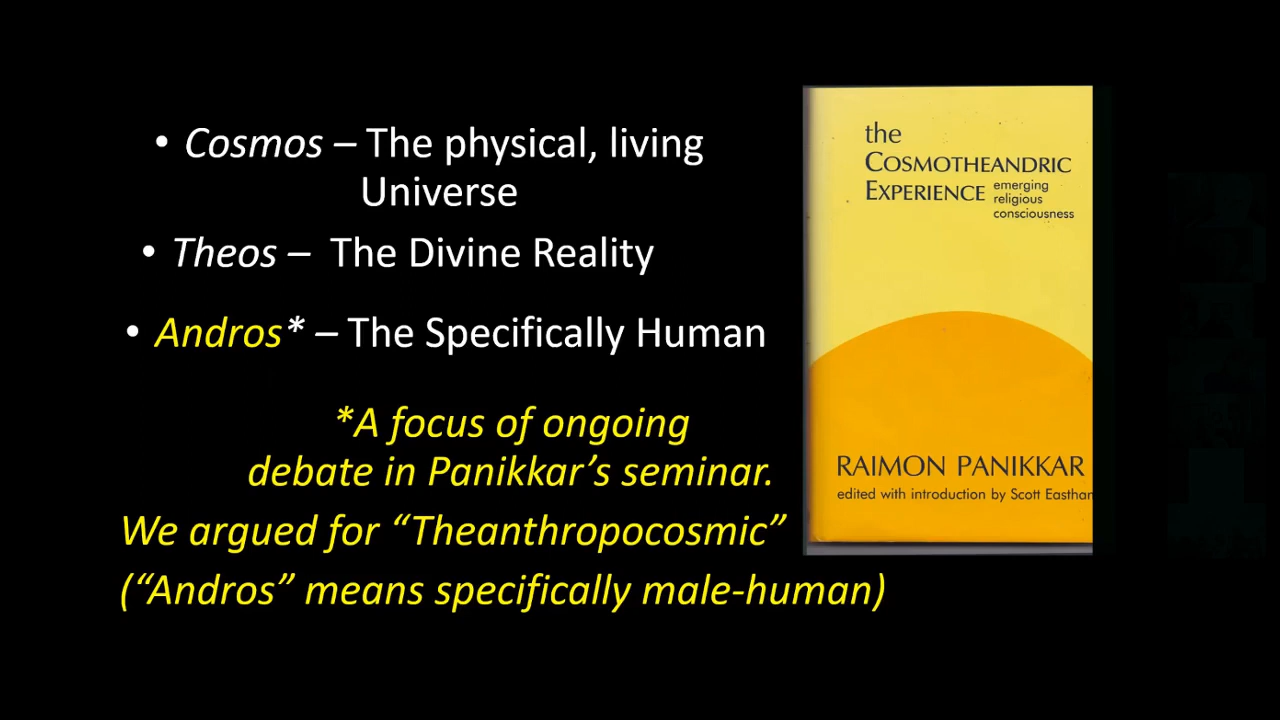 • Cosmos – The physical, living
Universe
• Theos – The Divine Reality
• Andros* – The Specifically Human
*A focus of ongoing
debate in Panikkar’s seminar.
We argued for “Theanthropocosmic”
(“Andros” means specifically male-human)
the
COSMOTHEANDRIC
EXPERIENCE
emerging
religious
consciousness
RAIMON PANIKKAR
edited with introduction by Scott Eastham